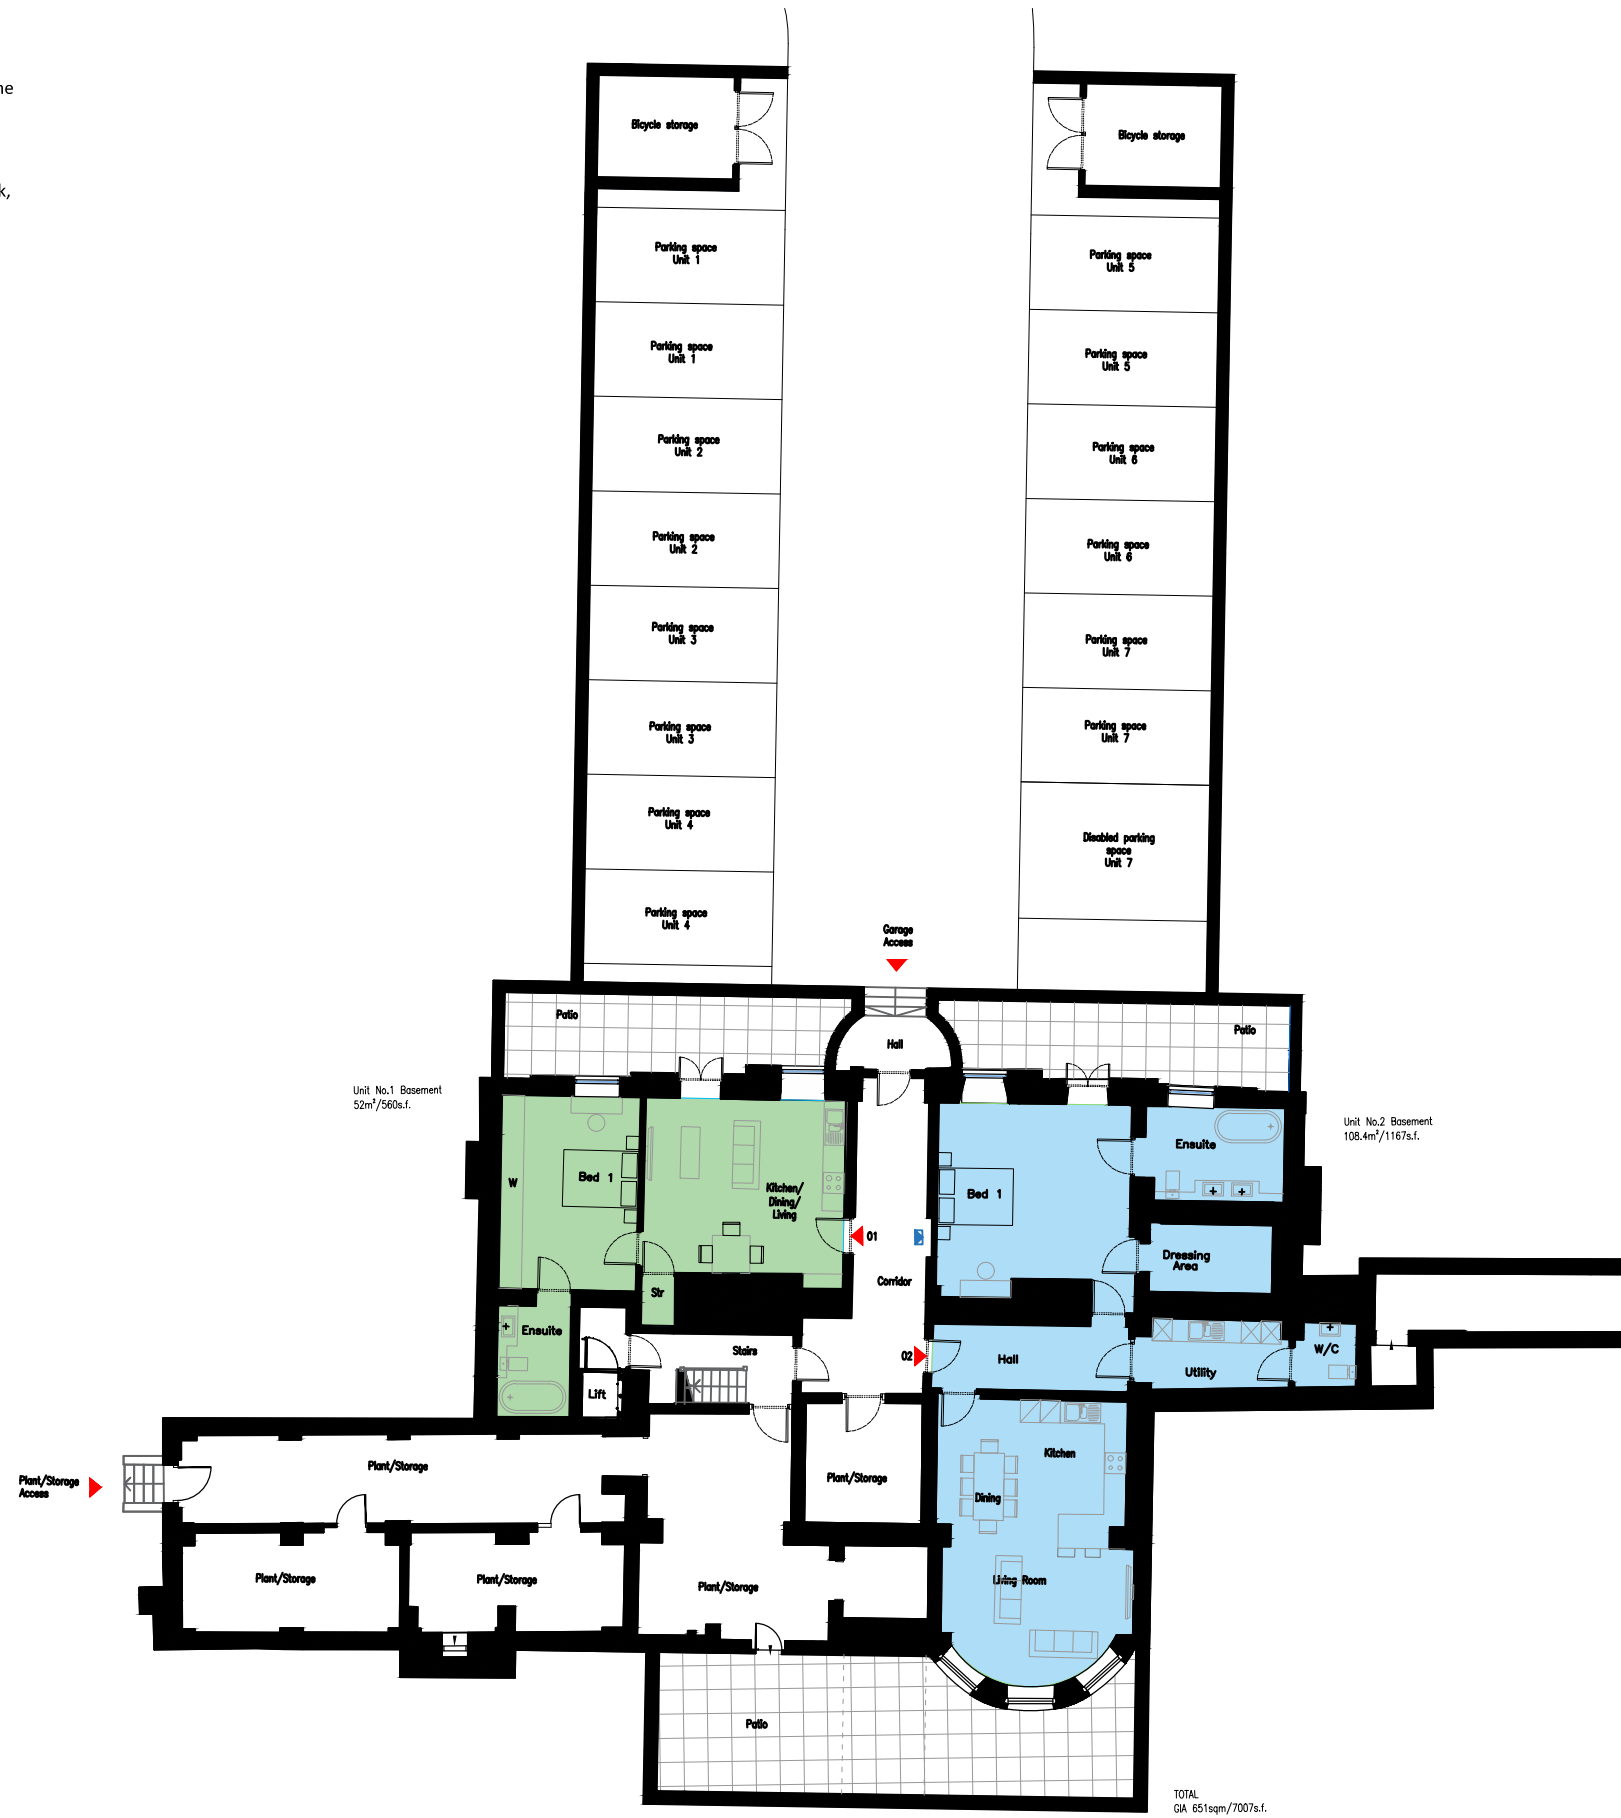 ne
k,
Bicycle storage
Bicycle storage
Parking space
Unit 1
Parking space
Unit 5
Parking space
Unit 1
Parking space
Unit 5
Parking space
Unit 2
Parking space
Unit 6
Parking space
Unit 2
Parking space
Unit 6
Parking space
Unit 3
Parking space
Unit 7
Parking space
Unit 3
Parking space
Unit 7
Parking space
Unit 4
Disabled parking
space
Unit 7
Parking space
Unit 4
Garage
Access
Patio
Hall
Patio
Unit No.1 Basement
52m²/560s.f.
Unit No.2 Basement
108.4m²/1167s.f.
W
Bed 1
Kitchen/
Dining/
Living
Bed 1
Ensuite
01
Corridor
Dressing
Area
Str
Ensuite
Stairs
02
Hall
Utility
W/C
Lift
Plant/Storage
Access
Plant/Storage
Plant/Storage
Kitchen
Dining
Plant/Storage
Plant/Storage
Plant/Storage
Living Room
Patio
TOTAL
GIA 651sqm/7007s.f.